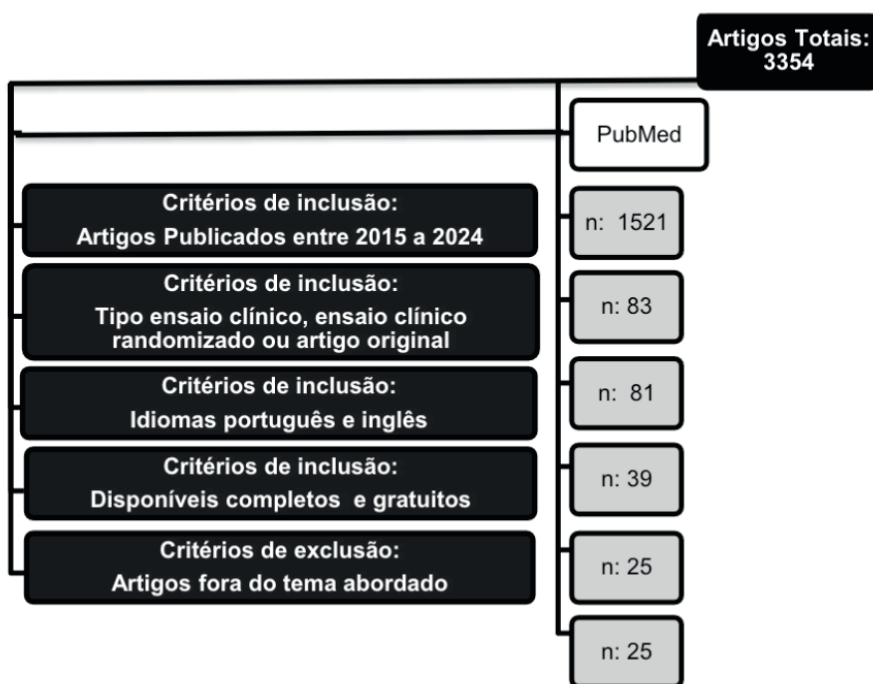 Artigos Totais:
3354
PubMed
Critérios de inclusão:
Artigos Publicados entre 2015 a 2024
n: 1521
Critérios de inclusão:
Tipo ensaio clínico, ensaio clínico
randomizado ou artigo original
n: 83
Critérios de inclusão:
Idiomas português e inglês
n: 81
Critérios de inclusão:
Disponíveis completos e gratuitos
n: 39
Critérios de exclusão:
Artigos fora do tema abordado
n: 25
n: 25